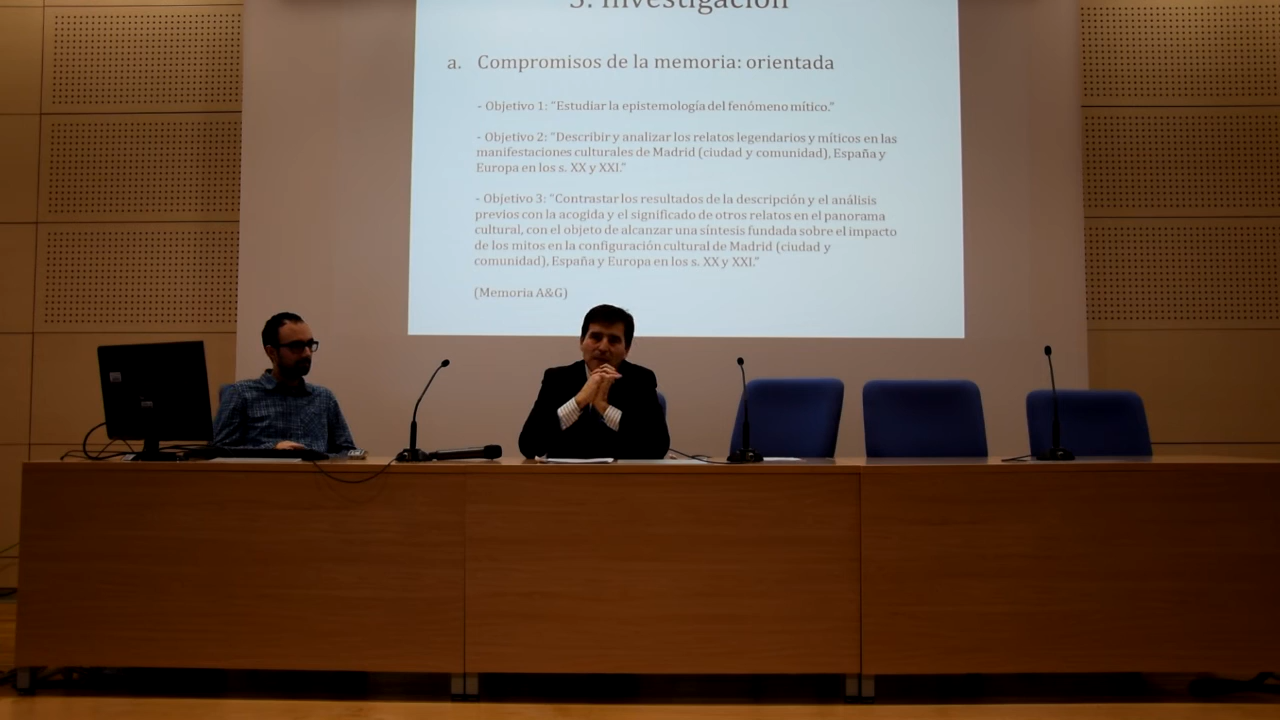 3. Investigación
a. Compromisos de la memoria: orientada
- Objetivo 1: "Estudiar la epistemología del fenómeno mítico."
- Objetivo 2: "Describir y analizar los relatos legendarios y míticos en las
manifestaciones culturales de Madrid (ciudad y comunidad), España y
Europa en los s. XX y XXI."
- Objetivo 3: "Contrastar los resultados de la descripción y el análisis
previos con la acogida y el significado de otros relatos en el panorama
cultural, con el objeto de alcanzar una síntesis fundada sobre el impacto
de los mitos en la configuración cultural de Madrid (ciudad y
comunidad), España y Europa en los s. XX y XXI."
(Memoria A&G)